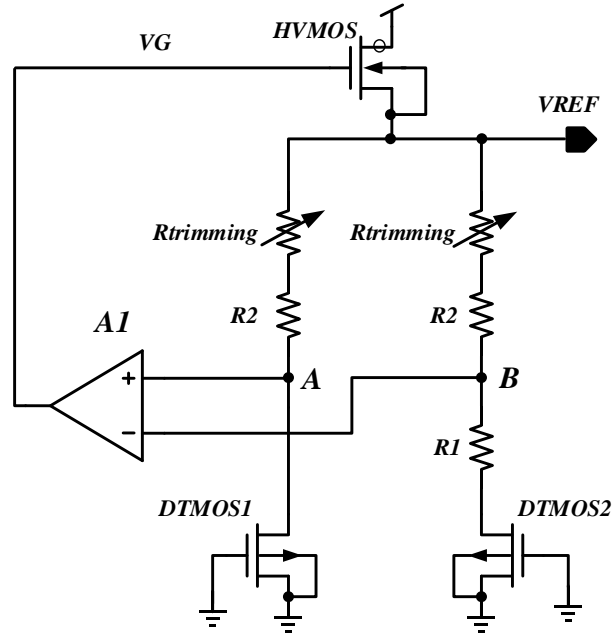 HVMOS
VG
VREF
Rtrimming
Rtrimming
R2
R2
A1
+
A
B
−
R1
DTMOS1
DTMOS2